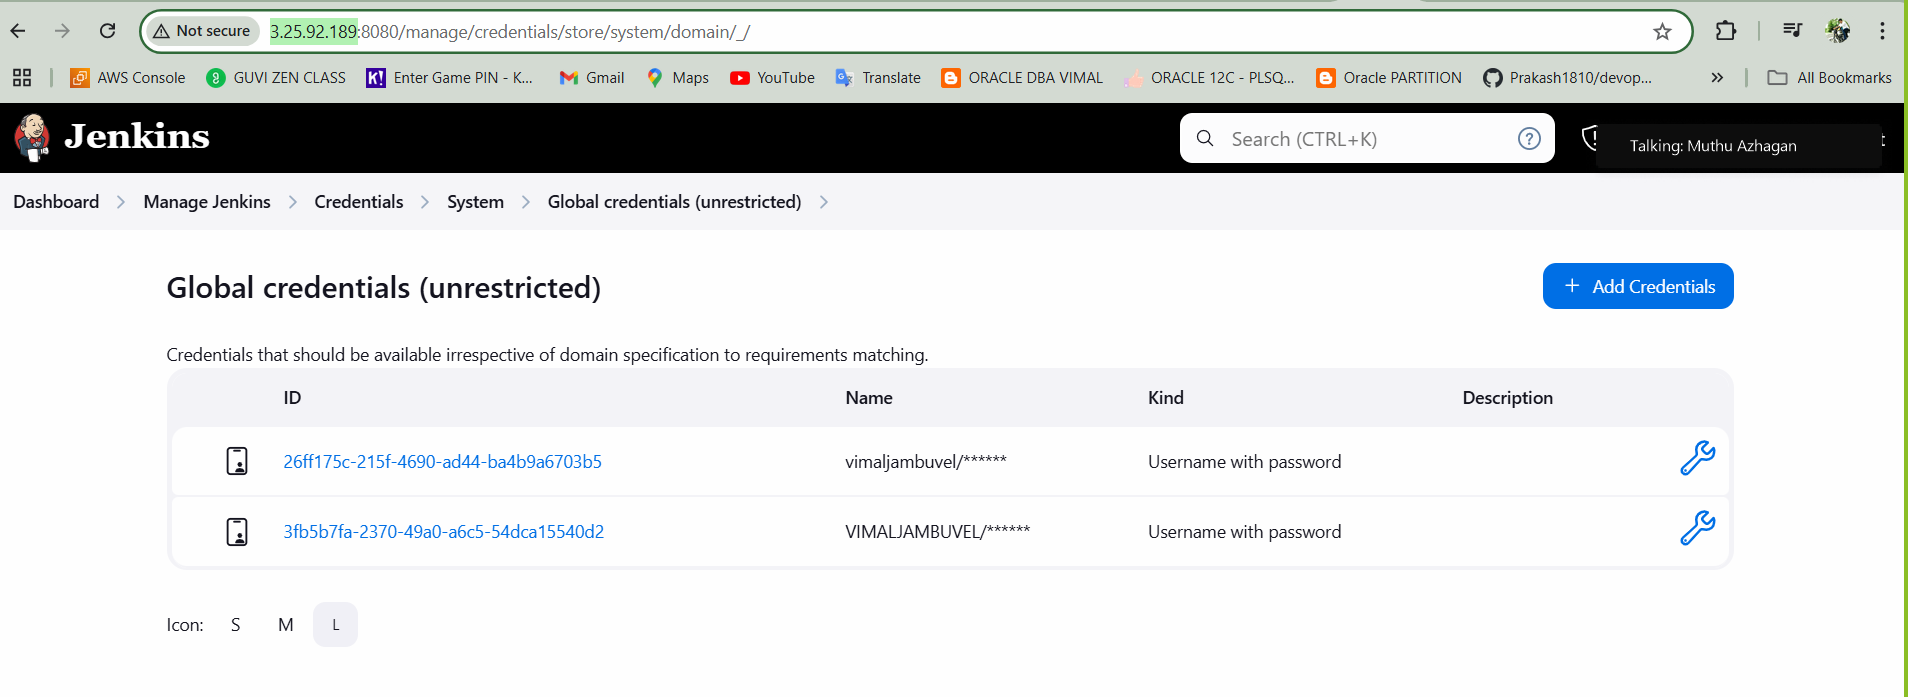 Not secure 3.25.92.189:8080/manage/credentials/store/system/domain/_/
AWS Console GUVI ZEN CLASS K! Enter Game PIN - K... Gmail Maps YouTube Translate ORACLE DBA VIMAL ORACLE 12C - PLSQ... Oracle PARTITION Prakash1810/devop... » All Bookmarks
Jenkins Search (CTRL+K) ? Talking: Muthu Azhagan t
Dashboard > Manage Jenkins > Credentials > System > Global credentials (unrestricted) >
Global credentials (unrestricted) + Add Credentials
Credentials that should be available irrespective of domain specification to requirements matching.
ID Name Kind Description
26ff175c-215f-4690-ad44-ba4b9a6703b5 vimaljambuvel/****** Username with password
3fb5b7fa-2370-49a0-a6c5-54dca15540d2 VIMALJAMBUVEL/****** Username with password
Icon: S M L